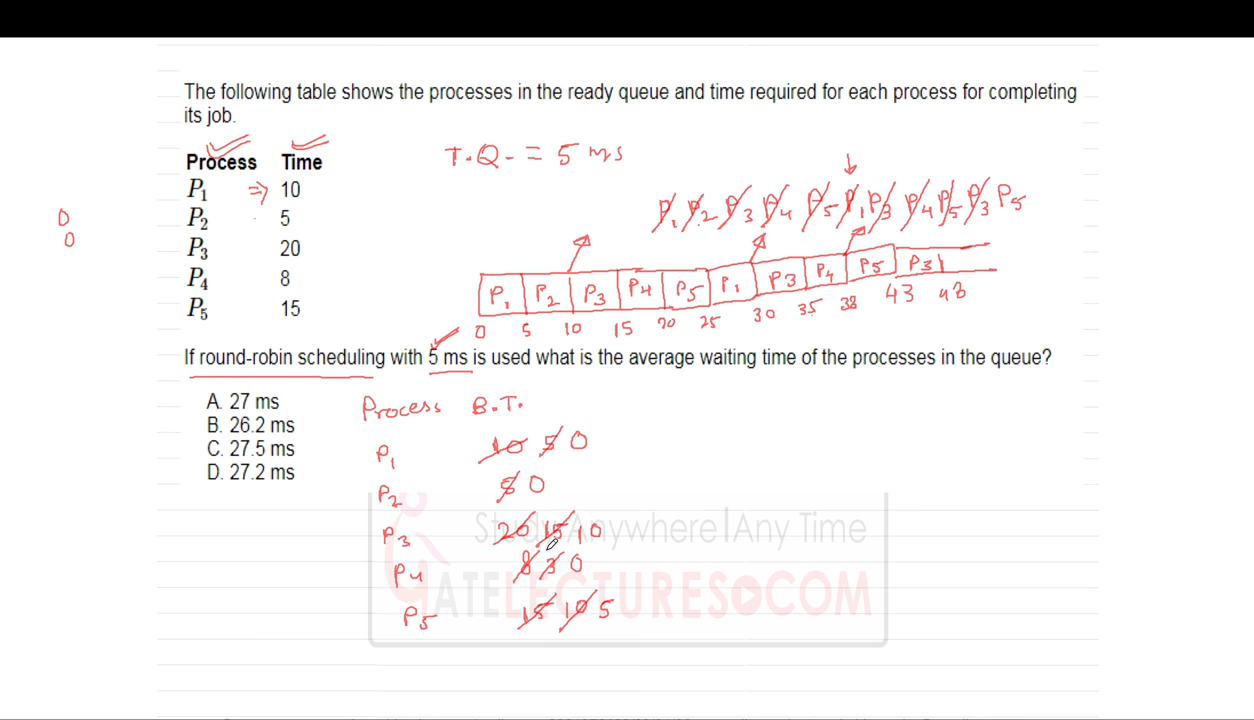 The following table shows the processes in the ready queue and time required for each process for completing
its job.
T.Q. = 5 ms
Process Time
P1 ⇒ 10
P2 5
P3 20
P4 8
P5 15
0
0
P1 P2 P3 P4 P5 P1 P3 P4 P5 P3 P5
P1 P2 P3 P4 P5 P1 P3 P4 P5 P3
0 5 10 15 20 25 30 35 38 43 48
If round-robin scheduling with 5 ms is used what is the average waiting time of the processes in the queue?
A. 27 ms
B. 26.2 ms
C. 27.5 ms
D. 27.2 ms
Process B.T.
P1 10 5 0
P2 5 0
P3 20 15 10
P4 8 3 0
P5 15 10 5
Study Anywhere|Any Time
GATELECTURES.COM